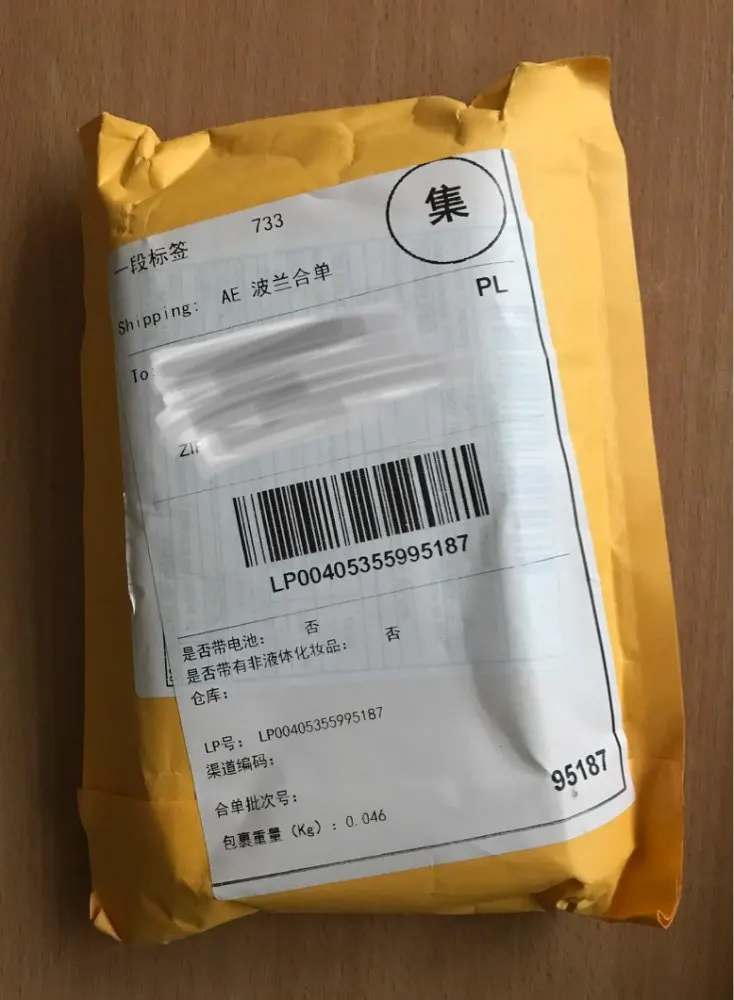 集
733
一段标签
Shipping: AE 波兰合单
PL
To:
ZIP
LP00405355995187
是否带电池: 否
是否带有非液体化妆品: 否
仓库:
LP号: LP00405355995187
渠道编码:
合单批次号:
95187
包裹重量 (Kg) : 0.046